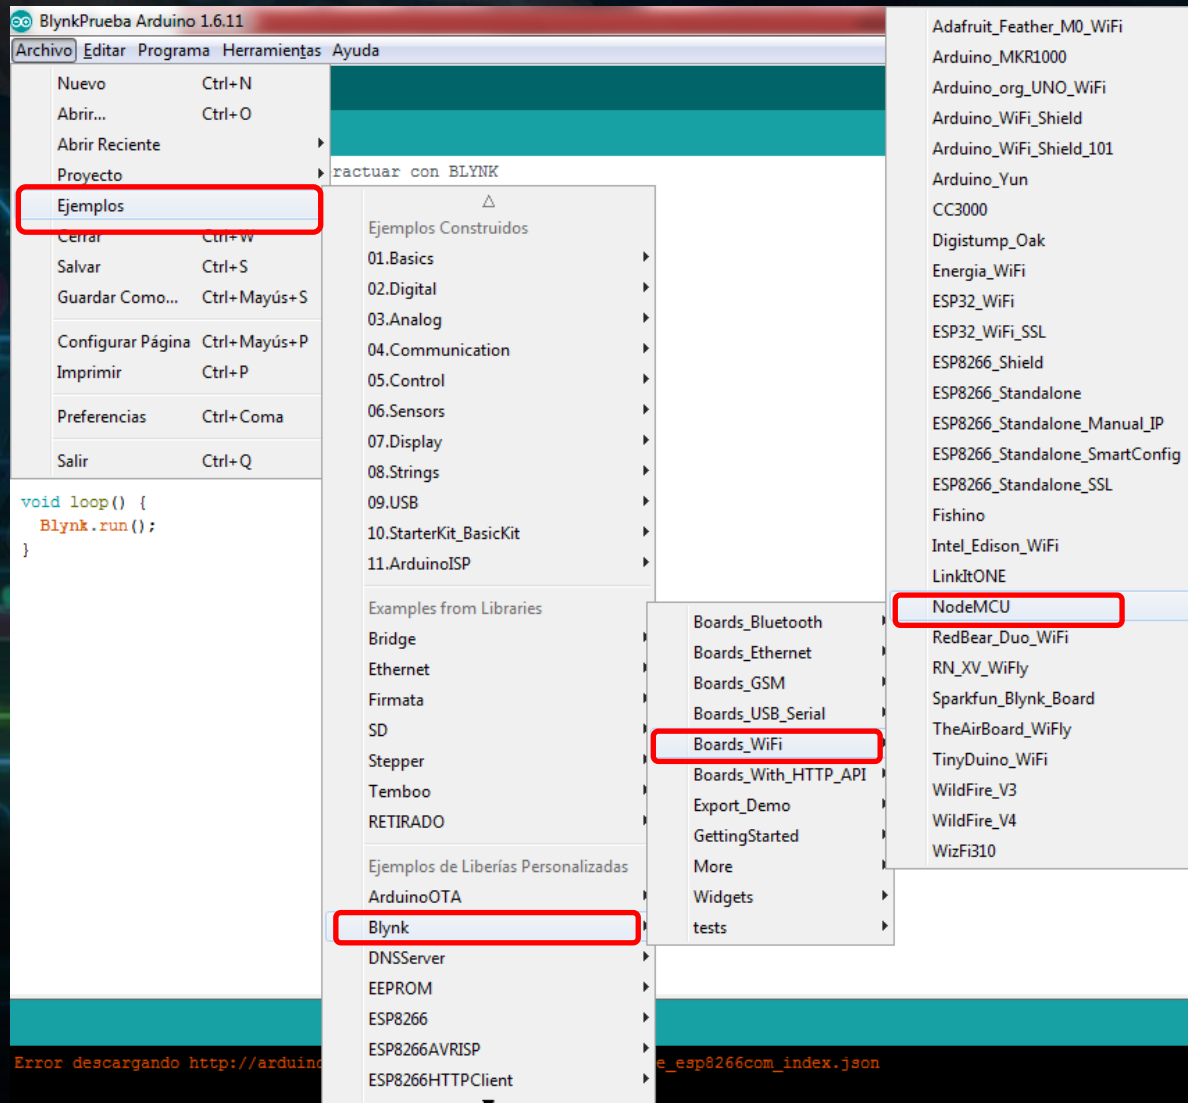 BlynkPrueba Arduino 1.6.11
Archivo Editar Programa Herramientas Ayuda
Nuevo Ctrl+N
Abrir... Ctrl+O
Abrir Reciente
Proyecto
Ejemplos
Cerrar Ctrl+W
Salvar Ctrl+S
Guardar Como... Ctrl+Mayús+S
Configurar Página Ctrl+Mayús+P
Imprimir Ctrl+P
Preferencias Ctrl+Coma
Salir Ctrl+Q
ractuar con BLYNK
void loop() {
Blynk.run();
}
Ejemplos Construidos
01.Basics
02.Digital
03.Analog
04.Communication
05.Control
06.Sensors
07.Display
08.Strings
09.USB
10.StarterKit_BasicKit
11.ArduinoISP
Examples from Libraries
Bridge
Ethernet
Firmata
SD
Stepper
Temboo
RETIRADO
Ejemplos de Liberías Personalizadas
ArduinoOTA
Blynk
DNSServer
EEPROM
ESP8266
ESP8266AVRISP
ESP8266HTTPClient
Boards_Bluetooth
Boards_Ethernet
Boards_GSM
Boards_USB_Serial
Boards_WiFi
Boards_With_HTTP_API
Export_Demo
GettingStarted
More
Widgets
tests
Adafruit_Feather_M0_WiFi
Arduino_MKR1000
Arduino_org_UNO_WiFi
Arduino_WiFi_Shield
Arduino_WiFi_Shield_101
Arduino_Yun
CC3000
Digistump_Oak
Energia_WiFi
ESP32_WiFi
ESP32_WiFi_SSL
ESP8266_Shield
ESP8266_Standalone
ESP8266_Standalone_Manual_IP
ESP8266_Standalone_SmartConfig
ESP8266_Standalone_SSL
Fishino
Intel_Edison_WiFi
LinkItONE
NodeMCU
RedBear_Duo_WiFi
RN_XV_WiFly
Sparkfun_Blynk_Board
TheAirBoard_WiFly
TinyDuino_WiFi
WildFire_V3
WildFire_V4
WizFi310
Error descargando http://arduino e_esp8266com_index.json